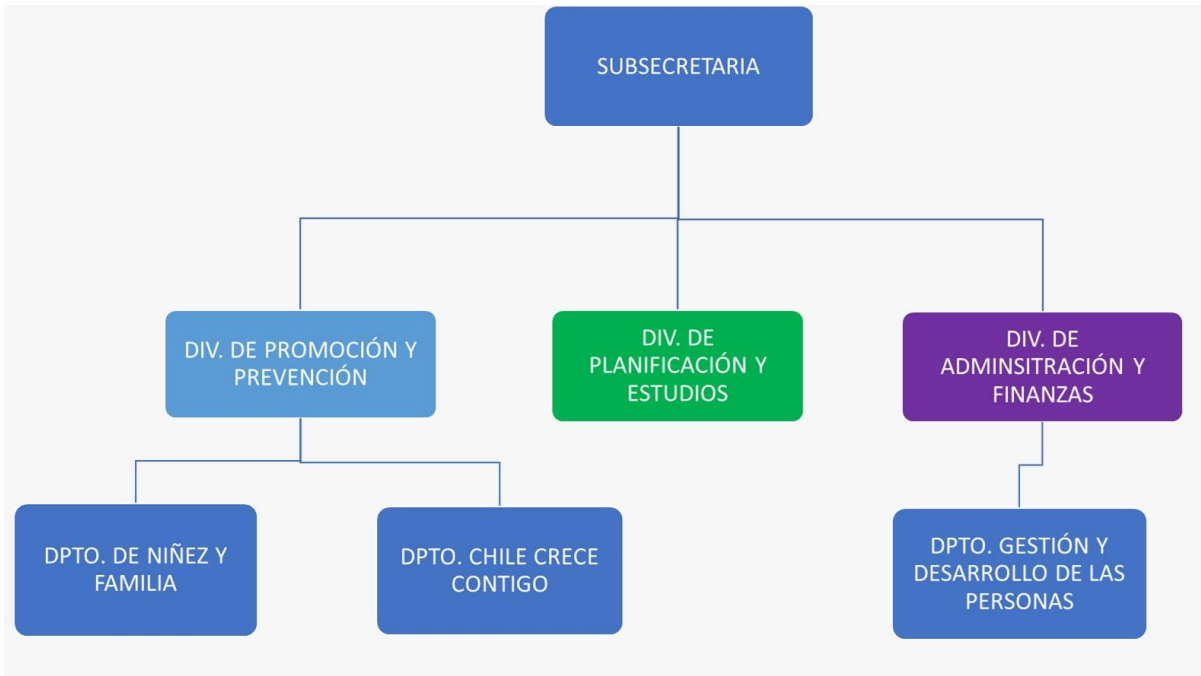 SUBSECRETARIA
DIV. DE PROMOCIÓN Y
PREVENCIÓN
DIV. DE
PLANIFICACIÓN Y
ESTUDIOS
DIV. DE
ADMINSITRACIÓN Y
FINANZAS
DPTO. DE NIÑEZ Y
FAMILIA
DPTO. CHILE CRECE
CONTIGO
DPTO. GESTIÓN Y
DESARROLLO DE LAS
PERSONAS